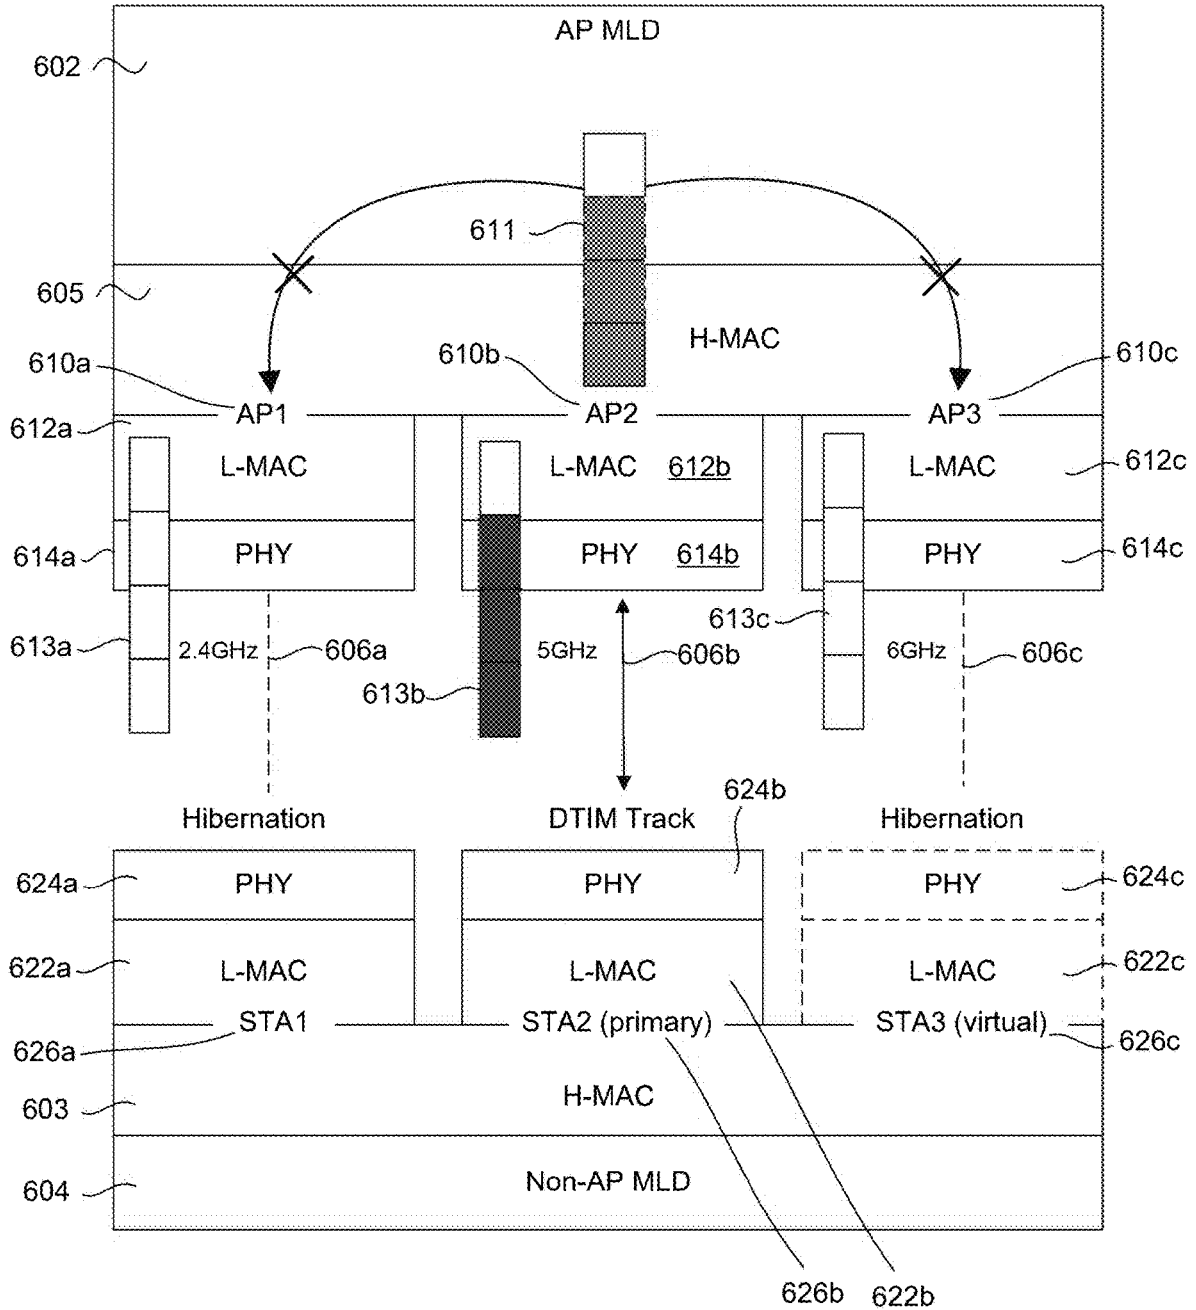 AP MLD
602
611
605
H-MAC
610a
610b
610c
AP1
AP2
AP3
612a
L-MAC
L-MAC 612b
L-MAC
612c
614a
PHY
PHY 614b
PHY
614c
613a
2.4GHz
606a
5GHz
606b
613c
6GHz
606c
613b
624b
Hibernation
DTIM Track
Hibernation
624a
PHY
PHY
PHY
624c
622a
L-MAC
L-MAC
L-MAC
622c
STA1
STA2 (primary)
STA3 (virtual)
626a
626c
603
H-MAC
604
Non-AP MLD
626b
622b